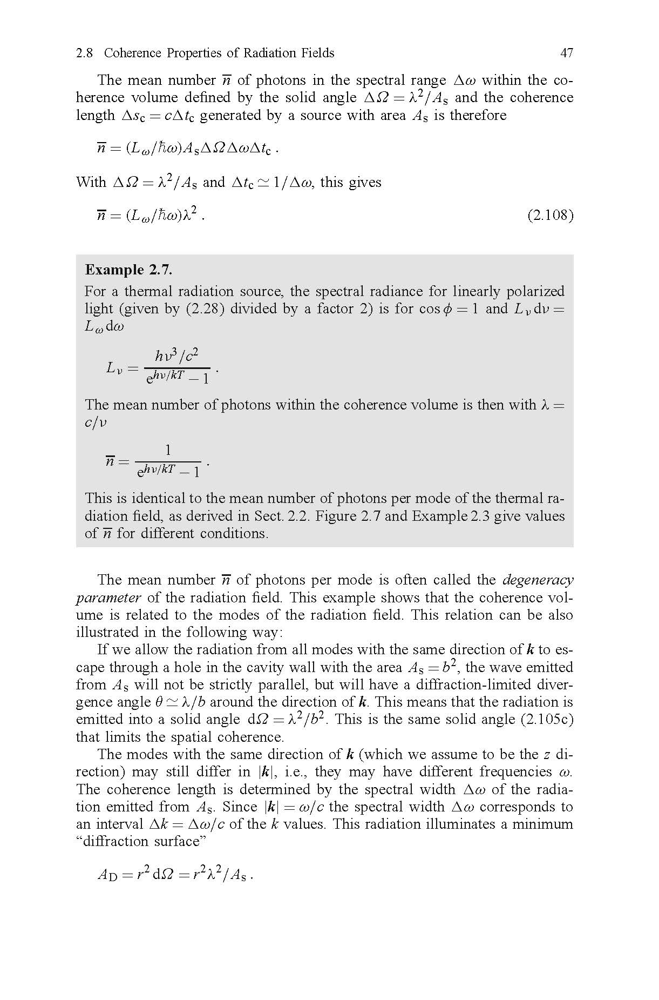 2.8 Coherence Properties of Radiation Fields 47
The mean number n̅ of photons in the spectral range Δω within the co-
herence volume defined by the solid angle ΔΩ = λ²/Aₛ and the coherence
length Δs_c = cΔt_c generated by a source with area Aₛ is therefore
n̅ = (L_ω/ℏω)AₛΔΩΔωΔt_c .
With ΔΩ = λ²/Aₛ and Δt_c ≃ 1/Δω, this gives
n̅ = (L_ω/ℏω)λ² . (2.108)
Example 2.7.
For a thermal radiation source, the spectral radiance for linearly polarized
light (given by (2.28) divided by a factor 2) is for cos ϕ = 1 and L_ν dν =
L_ω dω
L_ν = (hν³/c²)/(e^{hν/kT} − 1) .
The mean number of photons within the coherence volume is then with λ =
c/ν
n̅ = 1/(e^{hν/kT} − 1) .
This is identical to the mean number of photons per mode of the thermal ra-
diation field, as derived in Sect. 2.2. Figure 2.7 and Example 2.3 give values
of n̅ for different conditions.
The mean number n̅ of photons per mode is often called the degeneracy
parameter of the radiation field. This example shows that the coherence vol-
ume is related to the modes of the radiation field. This relation can be also
illustrated in the following way:
If we allow the radiation from all modes with the same direction of k to es-
cape through a hole in the cavity wall with the area Aₛ = b², the wave emitted
from Aₛ will not be strictly parallel, but will have a diffraction-limited diver-
gence angle θ ≃ λ/b around the direction of k. This means that the radiation is
emitted into a solid angle dΩ = λ²/b². This is the same solid angle (2.105c)
that limits the spatial coherence.
The modes with the same direction of k (which we assume to be the z di-
rection) may still differ in |k|, i.e., they may have different frequencies ω.
The coherence length is determined by the spectral width Δω of the radia-
tion emitted from Aₛ. Since |k| = ω/c the spectral width Δω corresponds to
an interval Δk = Δω/c of the k values. This radiation illuminates a minimum
“diffraction surface”
A_D = r² dΩ = r²λ²/Aₛ .